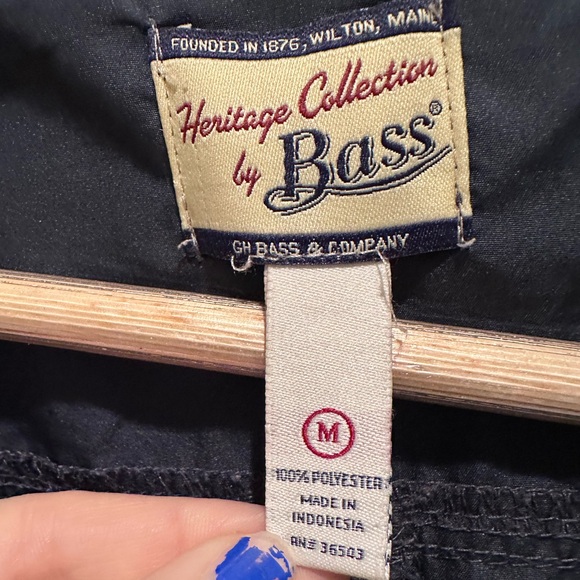 FOUNDED IN 1876, WILTON, MAINE
Heritage Collection
by Bass®
GH BASS & COMPANY
M
100% POLYESTER
MADE IN
INDONESIA
RN# 36503